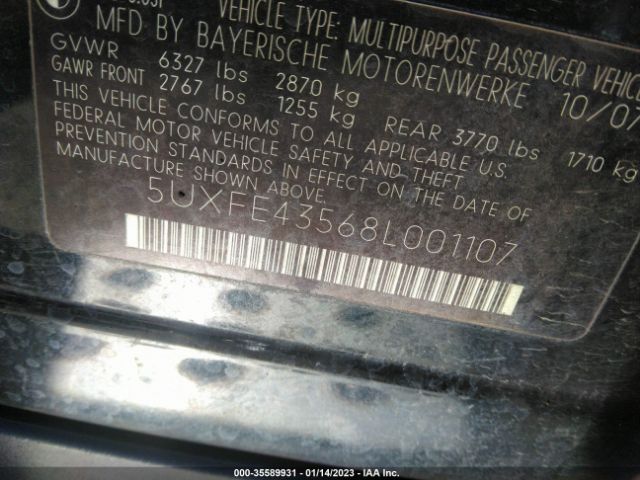 VEHICLE TYPE: MULTIPURPOSE PASSENGER VEHICL
MFD BY BAYERISCHE MOTORENWERKE 10/07
GVWR 6327 lbs 2870 kg
GAWR FRONT 2767 lbs 1255 kg REAR 3770 lbs 1710 kg
THIS VEHICLE CONFORMS TO ALL APPLICABLE U.S.
FEDERAL MOTOR VEHICLE SAFETY AND THEFT
PREVENTION STANDARDS IN EFFECT ON THE DATE OF
MANUFACTURE SHOWN ABOVE.
5UXFE43568L001107
000-35589931 - 01/14/2023 - IAA Inc.